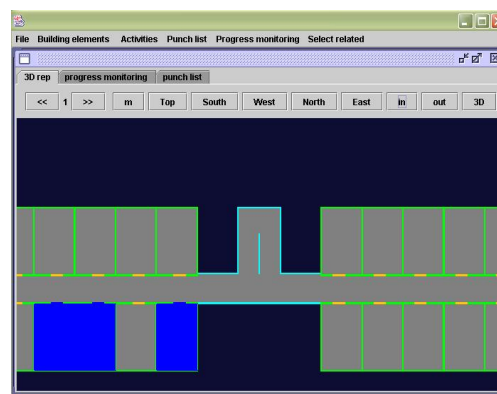 File Building elements Activities Punch list Progress monitoring Select related
3D rep progress monitoring punch list
<< 1 >> m Top South West North East in out 3D